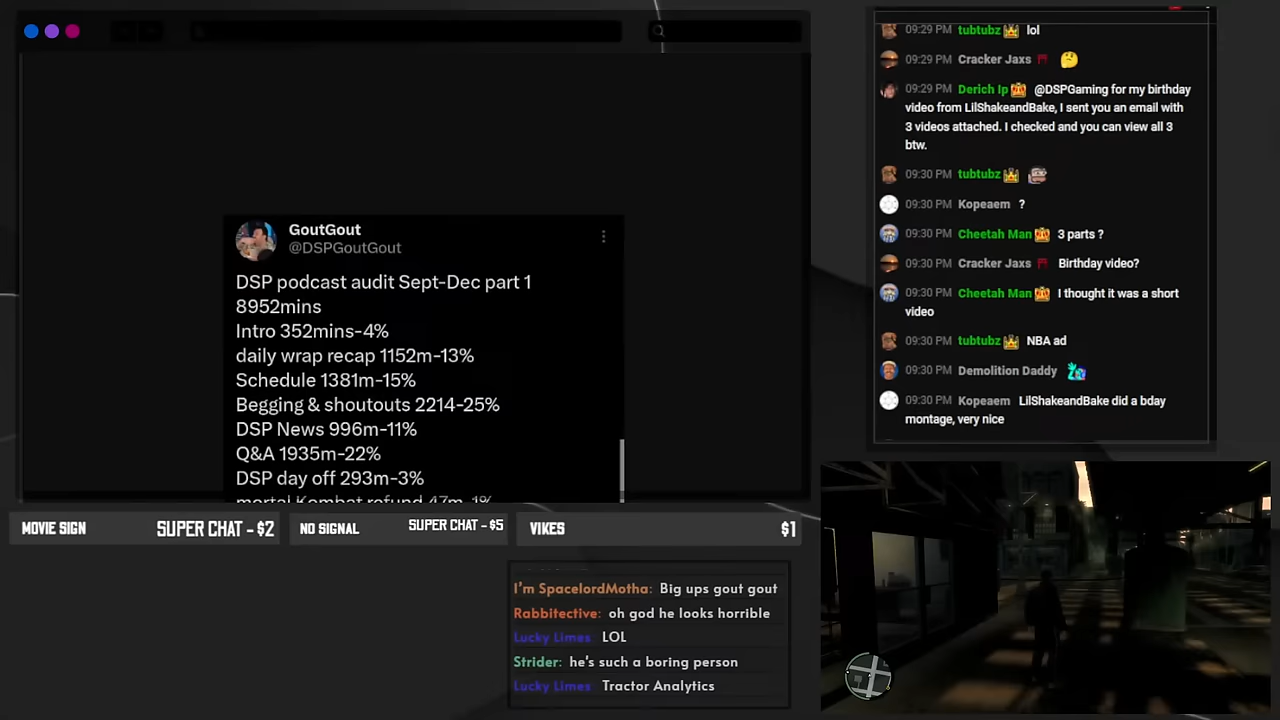 GoutGout
@DSPGoutGout
DSP podcast audit Sept-Dec part 1
8952mins
Intro 352mins-4%
daily wrap recap 1152m-13%
Schedule 1381m-15%
Begging & shoutouts 2214-25%
DSP News 996m-11%
Q&A 1935m-22%
DSP day off 293m-3%
mortal Kombat refund 47m-1%
MOVIE SIGN SUPER CHAT - $2
NO SIGNAL SUPER CHAT - $5
VIKES $1
I'm SpacelordMotha: Big ups gout gout
Rabbitective: oh god he looks horrible
Lucky Limes LOL
Strider: he's such a boring person
Lucky Limes Tractor Analytics
09:29 PM tubtubz lol
09:29 PM Cracker Jaxs
09:29 PM Derich Ip @DSPGaming for my birthday
video from LilShakeandBake, I sent you an email with
3 videos attached. I checked and you can view all 3
btw.
09:30 PM tubtubz
09:30 PM Kopeaem ?
09:30 PM Cheetah Man 3 parts ?
09:30 PM Cracker Jaxs Birthday video?
09:30 PM Cheetah Man I thought it was a short
video
09:30 PM tubtubz NBA ad
09:30 PM Demolition Daddy
09:30 PM Kopeaem LilShakeandBake did a bday
montage, very nice